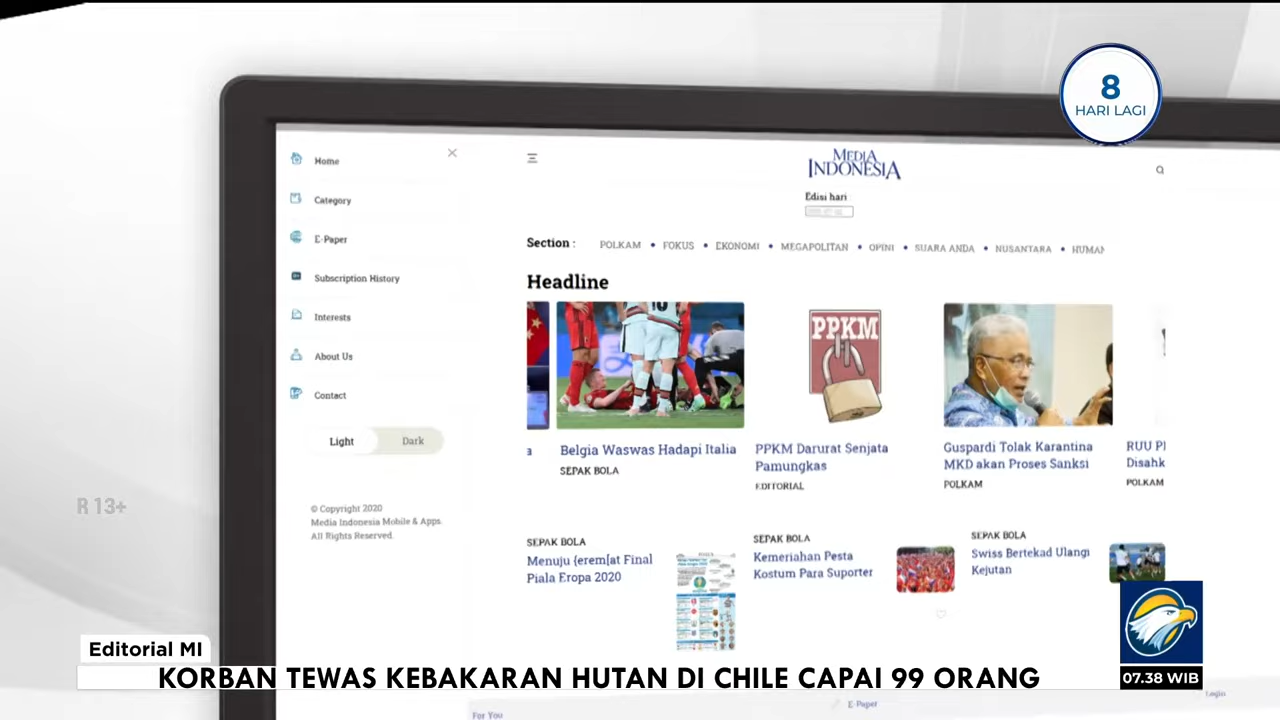 8
HARI LAGI
Home
Category
E-Paper
Subscription History
Interests
About Us
Contact
Light
Dark
© Copyright 2020
Media Indonesia Mobile & Apps.
All Rights Reserved.
MEDIA
INDONESIA
Edisi hari
Section :
POLKAM • FOKUS • EKONOMI • MEGAPOLITAN • OPINI • SUARA ANDA • NUSANTARA • HUMAN
Headline
a
Belgia Waswas Hadapi Italia
SEPAK BOLA
PPKM
PPKM Darurat Senjata
Pamungkas
EDITORIAL
Guspardi Tolak Karantina
MKD akan Proses Sanksi
POLKAM
RUU P
Disahk
POLKAM
SEPAK BOLA
Menuju {erem[at Final
Piala Eropa 2020
SEPAK BOLA
Kemeriahan Pesta
Kostum Para Suporter
SEPAK BOLA
Swiss Bertekad Ulangi
Kejutan
R 13+
Editorial MI
KORBAN TEWAS KEBAKARAN HUTAN DI CHILE CAPAI 99 ORANG
07.38 WIB
For You
E-Paper
Login